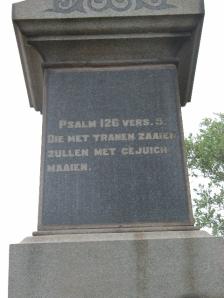 PSALM 126 VERS. 5.
DIE MET TRANEN ZAAIEN
ZULLEN MET GEJUICH
MAAIEN.